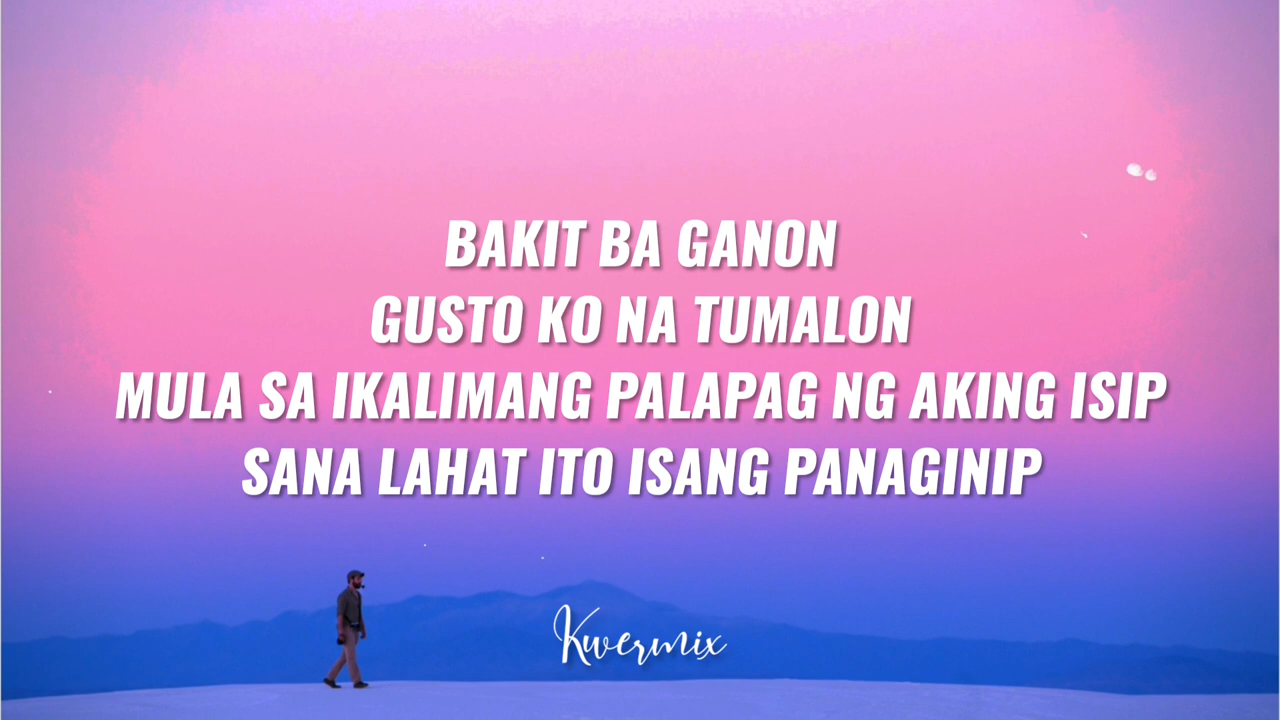 BAKIT BA GANON
GUSTO KO NA TUMALON
MULA SA IKALIMANG PALAPAG NG AKING ISIP
SANA LAHAT ITO ISANG PANAGINIP
Kwermix